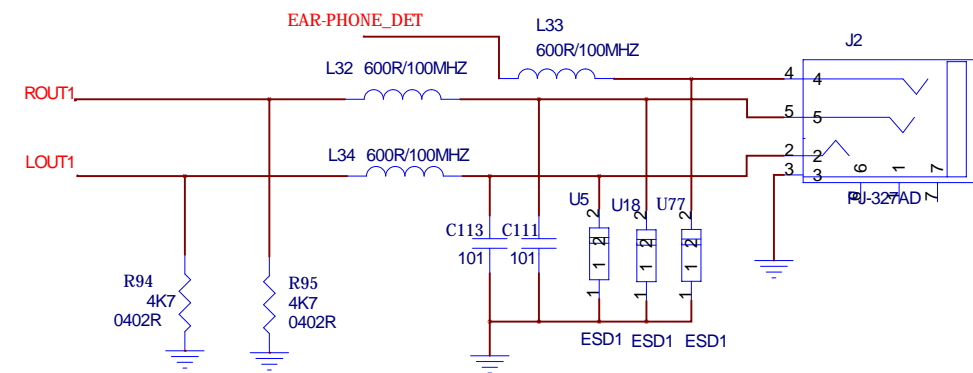 EAR-PHONE_DET
L33
600R/100MHZ
J2
L32 600R/100MHZ
4 4
ROUT1
5 5
L34 600R/100MHZ
LOUT1
2 2
3 3
6 1 7
PJ-327AD
7
U5 U18 U77
2 2 2
C113 C111
101 101
1 2 1 2 1 2
1 1 1
R94
4K7
0402R
R95
4K7
0402R
ESD1 ESD1 ESD1